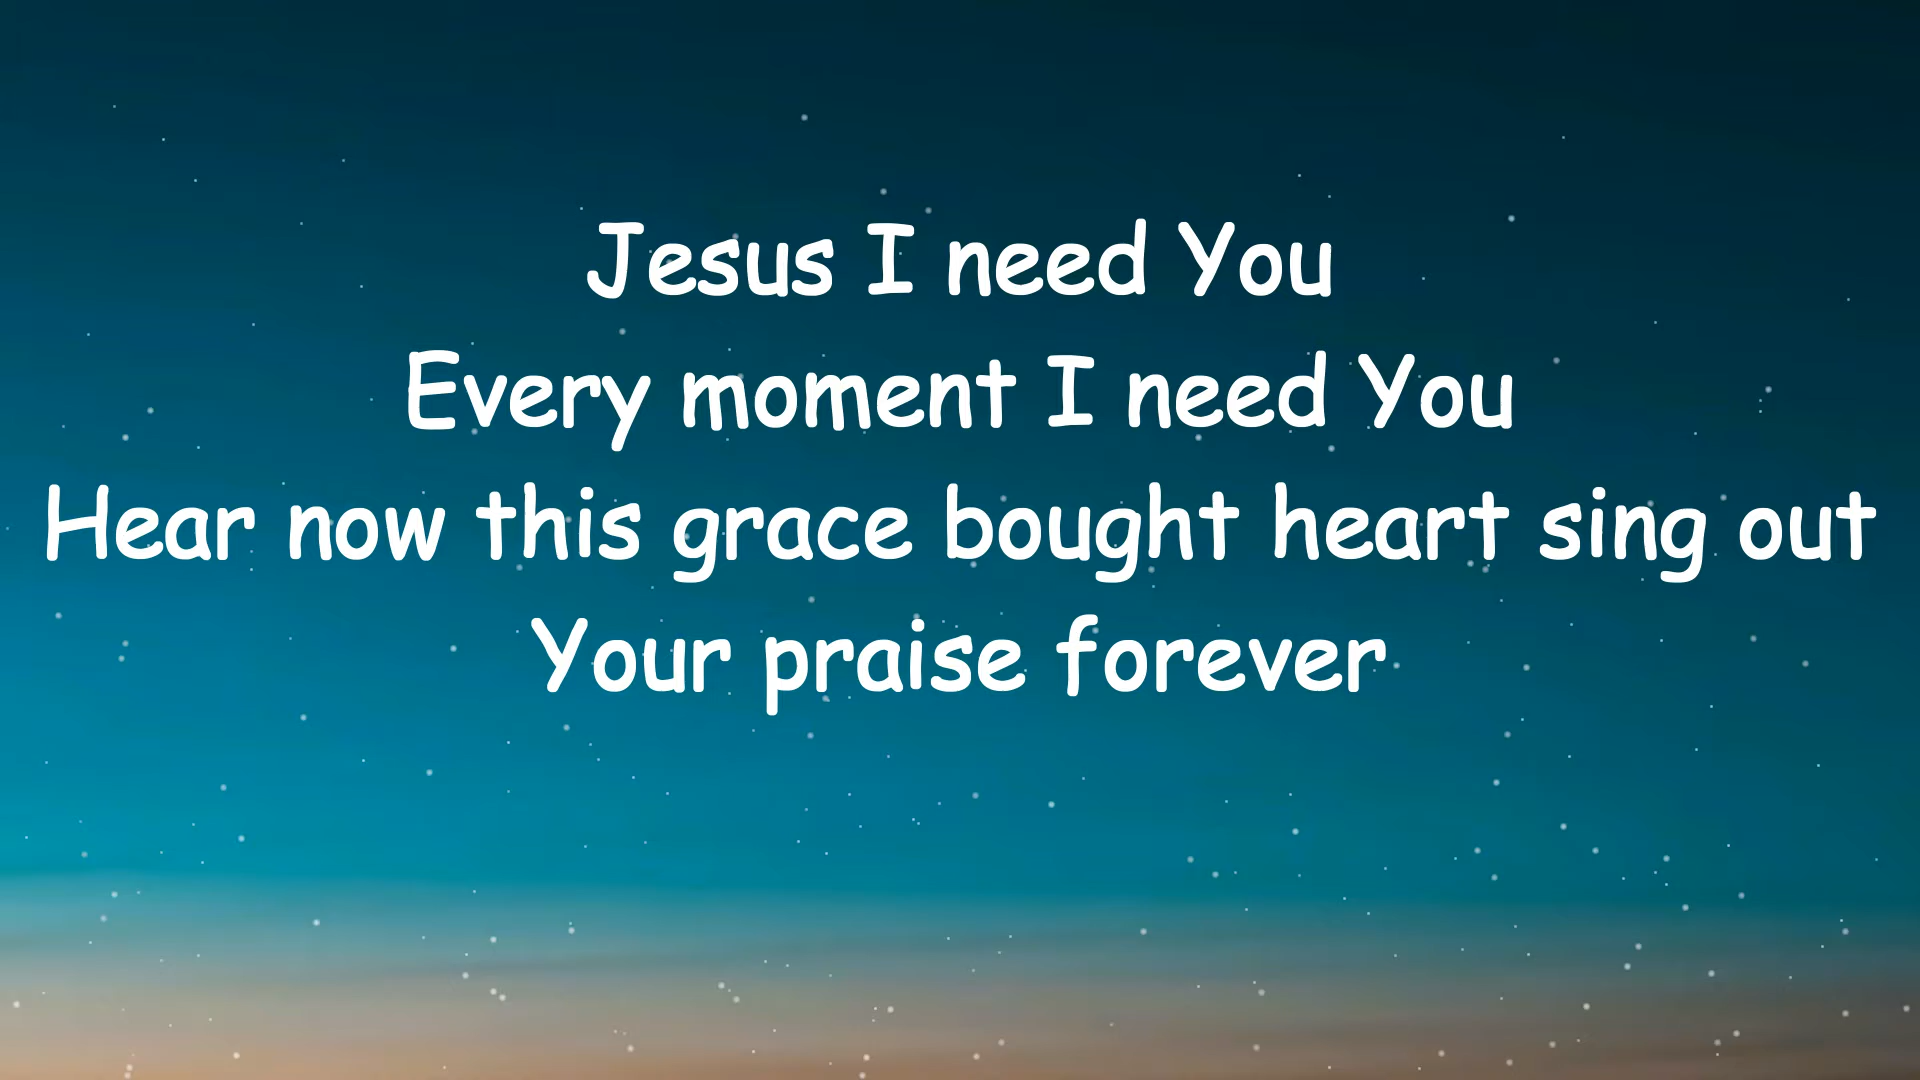 Jesus I need You
Every moment I need You
Hear now this grace bought heart sing out
Your praise forever